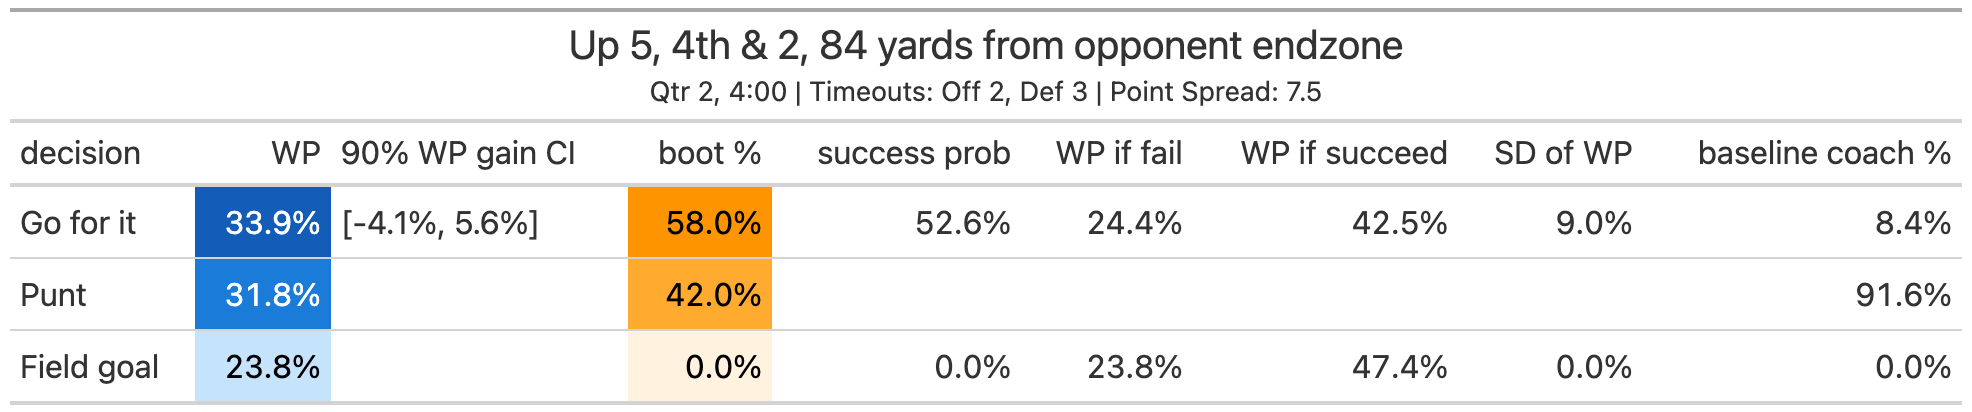 Up 5, 4th & 2, 84 yards from opponent endzone
Qtr 2, 4:00 | Timeouts: Off 2, Def 3 | Point Spread: 7.5
decision WP 90% WP gain CI boot % success prob WP if fail WP if succeed SD of WP baseline coach %
Go for it 33.9% [-4.1%, 5.6%] 58.0% 52.6% 24.4% 42.5% 9.0% 8.4%
Punt 31.8% 42.0% 91.6%
Field goal 23.8% 0.0% 0.0% 23.8% 47.4% 0.0% 0.0%